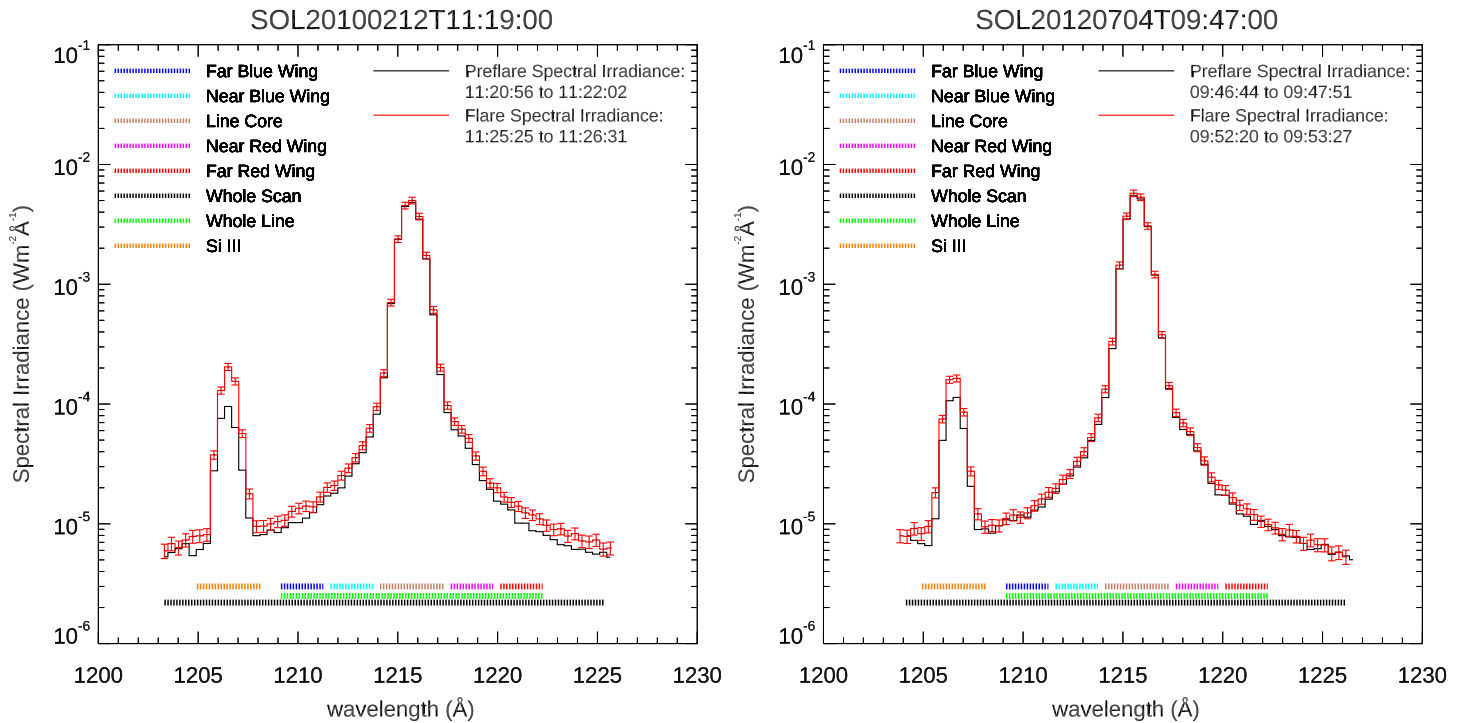 SOL20100212T11:19:00
10⁻¹
10⁻²
10⁻³
10⁻⁴
10⁻⁵
10⁻⁶
Spectral Irradiance (Wm⁻²Å⁻¹)
Far Blue Wing
Near Blue Wing
Line Core
Near Red Wing
Far Red Wing
Whole Scan
Whole Line
Si III
Preflare Spectral Irradiance:
11:20:56 to 11:22:02
Flare Spectral Irradiance:
11:25:25 to 11:26:31
1200 1205 1210 1215 1220 1225 1230
wavelength (Å)
SOL20120704T09:47:00
10⁻¹
10⁻²
10⁻³
10⁻⁴
10⁻⁵
10⁻⁶
Spectral Irradiance (Wm⁻²Å⁻¹)
Far Blue Wing
Near Blue Wing
Line Core
Near Red Wing
Far Red Wing
Whole Scan
Whole Line
Si III
Preflare Spectral Irradiance:
09:46:44 to 09:47:51
Flare Spectral Irradiance:
09:52:20 to 09:53:27
1200 1205 1210 1215 1220 1225 1230
wavelength (Å)